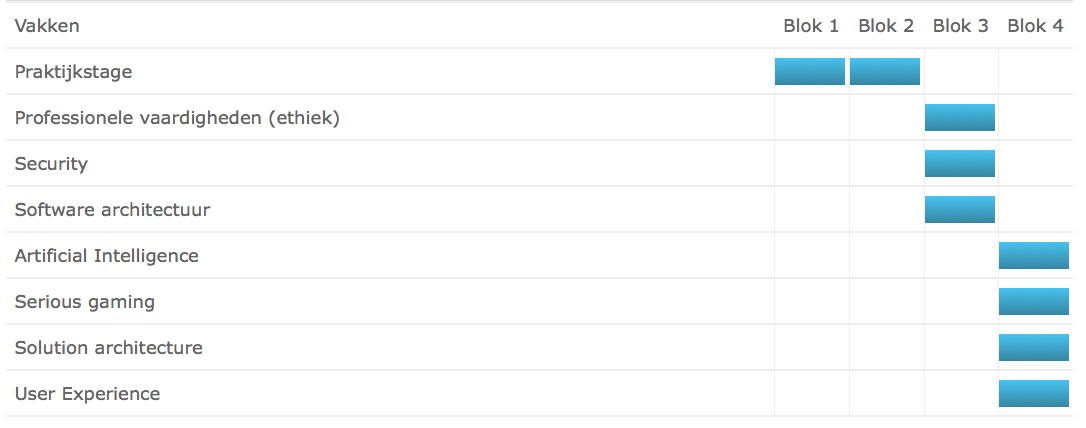 Vakken Blok 1 Blok 2 Blok 3 Blok 4
Praktijkstage
Professionele vaardigheden (ethiek)
Security
Software architectuur
Artificial Intelligence
Serious gaming
Solution architecture
User Experience